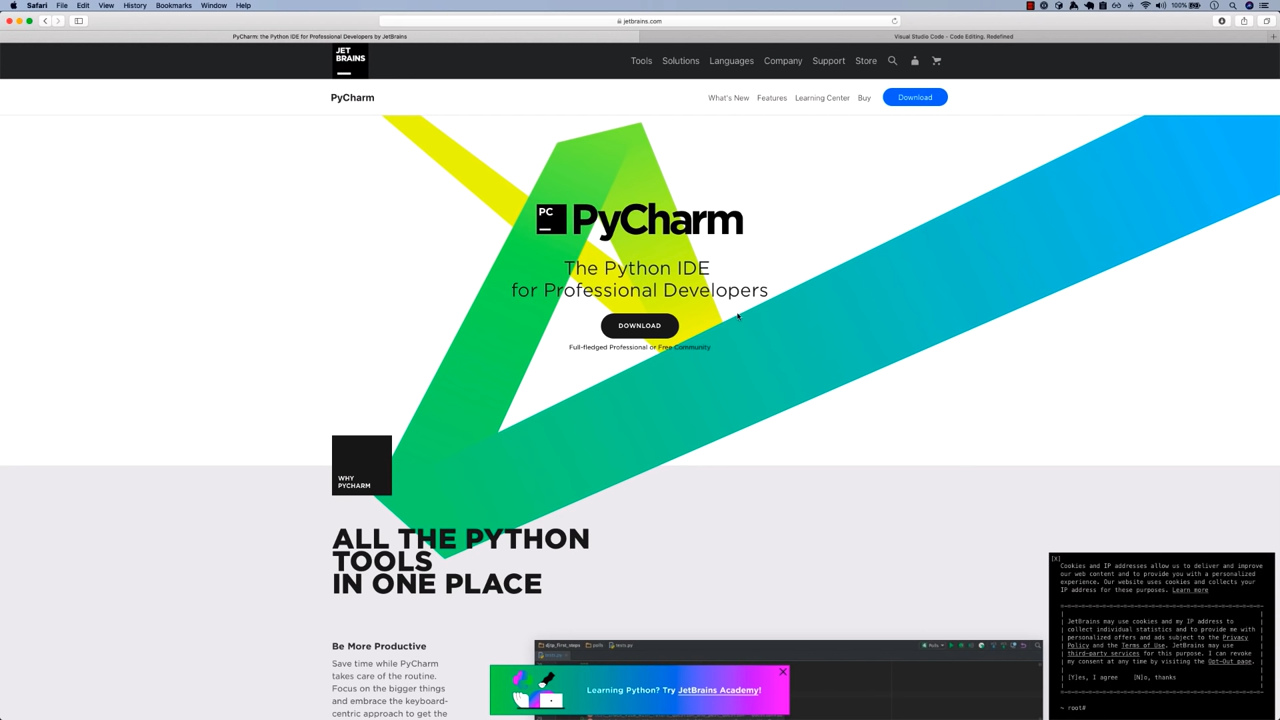 Safari File Edit View History Bookmarks Window Help
100%
jetbrains.com
PyCharm: the Python IDE for Professional Developers by JetBrains
Visual Studio Code - Code Editing. Redefined
JET
BRAINS
Tools Solutions Languages Company Support Store
PyCharm
What's New Features Learning Center Buy Download
PC PyCharm
The Python IDE
for Professional Developers
DOWNLOAD
Full-fledged Professional or Free Community
WHY
PYCHARM
ALL THE PYTHON
TOOLS
IN ONE PLACE
Be More Productive
Save time while PyCharm
takes care of the routine.
Focus on the bigger things
and embrace the keyboard-
centric approach to get the
Learning Python? Try JetBrains Academy!
[X]
Cookies and IP addresses allow us to deliver and improve
our web content and to provide you with a personalized
experience. Our website uses cookies and collects your
IP address for these purposes. Learn more
JetBrains may use cookies and my IP address to
collect individual statistics and to provide me with
personalized offers and ads subject to the Privacy
Policy and the Terms of Use. JetBrains may use
third-party services for this purpose. I can revoke
my consent at any time by visiting the Opt-Out page.
[Y]es, I agree [N]o, thanks
~ root#